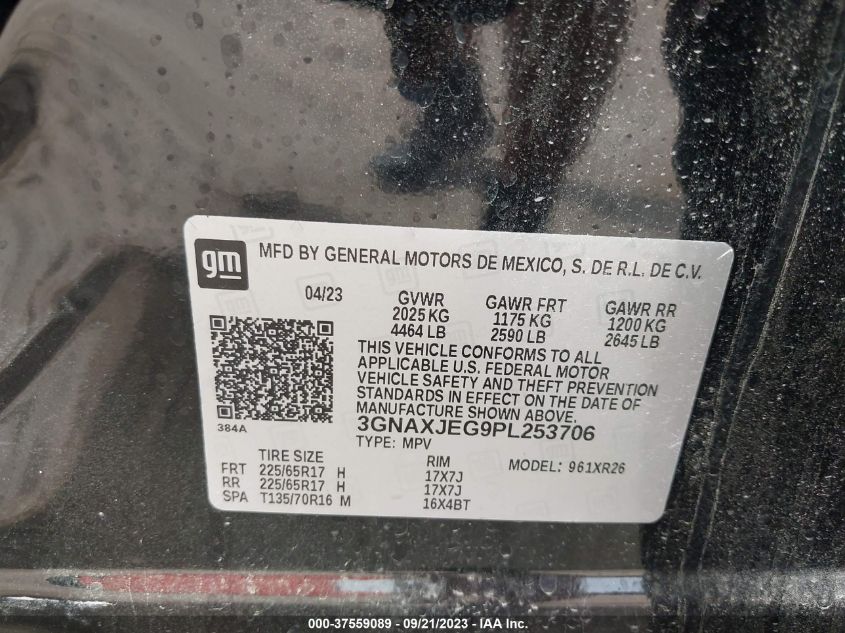 gm
MFD BY GENERAL MOTORS DE MEXICO, S. DE R.L. DE C.V.
04/23 GVWR GAWR FRT GAWR RR
2025 KG 1175 KG 1200 KG
4464 LB 2590 LB 2645 LB
THIS VEHICLE CONFORMS TO ALL
APPLICABLE U.S. FEDERAL MOTOR
VEHICLE SAFETY AND THEFT PREVENTION
STANDARDS IN EFFECT ON THE DATE OF
MANUFACTURE SHOWN ABOVE.
384A
3GNAXJEG9PL253706
TYPE: MPV
TIRE SIZE RIM MODEL: 961XR26
FRT 225/65R17 H 17X7J
RR 225/65R17 H 17X7J
SPA T135/70R16 M 16X4BT
000-37559089 - 09/21/2023 - COPYRIGHT IAA, Inc.